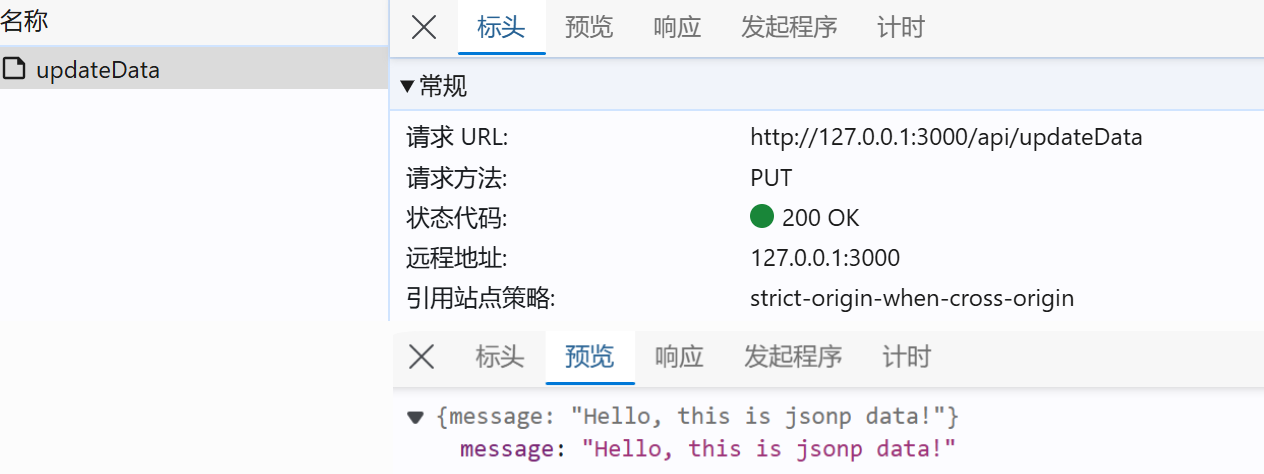 名称
updateData
标头 预览 响应 发起程序 计时
常规
请求 URL: http://127.0.0.1:3000/api/updateData
请求方法: PUT
状态代码: 200 OK
远程地址: 127.0.0.1:3000
引用站点策略: strict-origin-when-cross-origin
标头 预览 响应 发起程序 计时
{message: "Hello, this is jsonp data!"}
message: "Hello, this is jsonp data!"